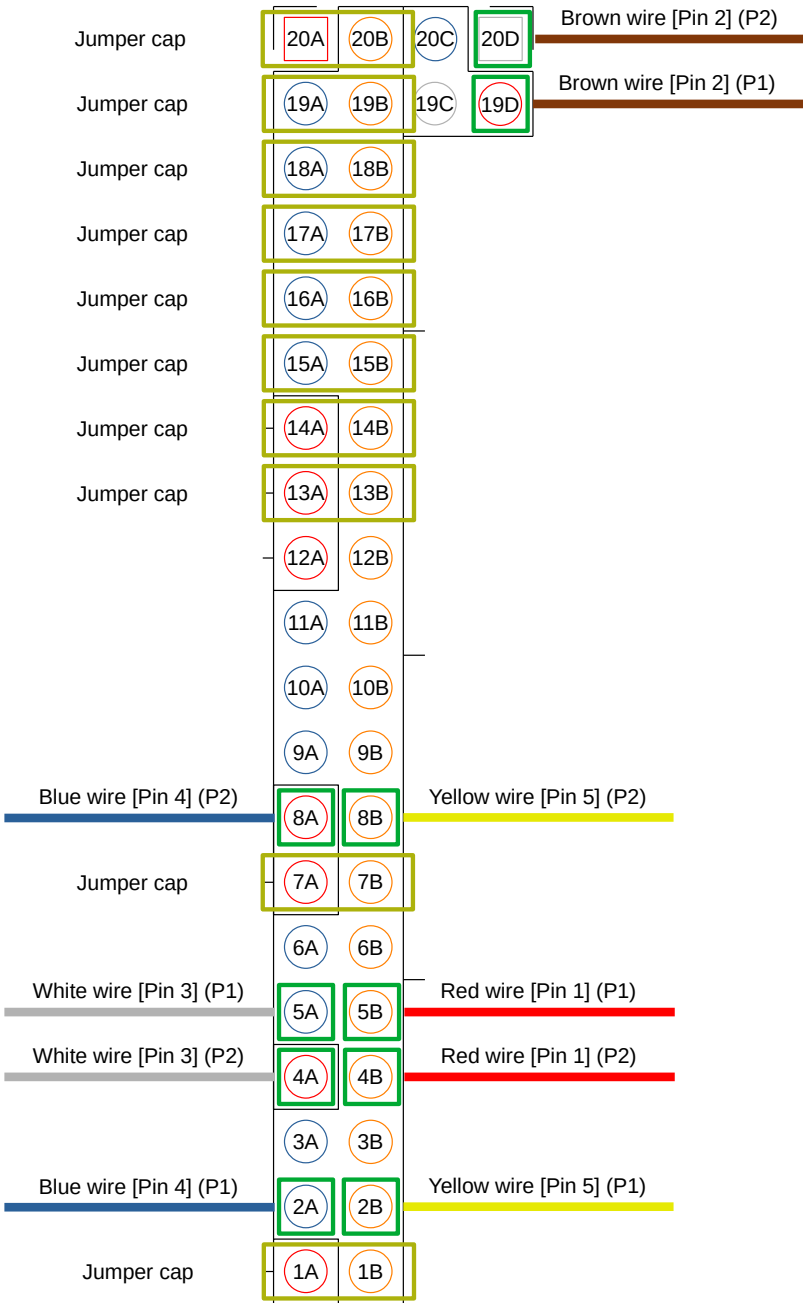 Brown wire [Pin 2] (P2)
Jumper cap 20A 20B 20C 20D
Brown wire [Pin 2] (P1)
Jumper cap 19A 19B 19C 19D
Jumper cap 18A 18B
Jumper cap 17A 17B
Jumper cap 16A 16B
Jumper cap 15A 15B
Jumper cap 14A 14B
Jumper cap 13A 13B
12A 12B
11A 11B
10A 10B
9A 9B
Blue wire [Pin 4] (P2) 8A 8B Yellow wire [Pin 5] (P2)
Jumper cap 7A 7B
6A 6B
White wire [Pin 3] (P1) 5A 5B Red wire [Pin 1] (P1)
White wire [Pin 3] (P2) 4A 4B Red wire [Pin 1] (P2)
3A 3B
Blue wire [Pin 4] (P1) 2A 2B Yellow wire [Pin 5] (P1)
Jumper cap 1A 1B